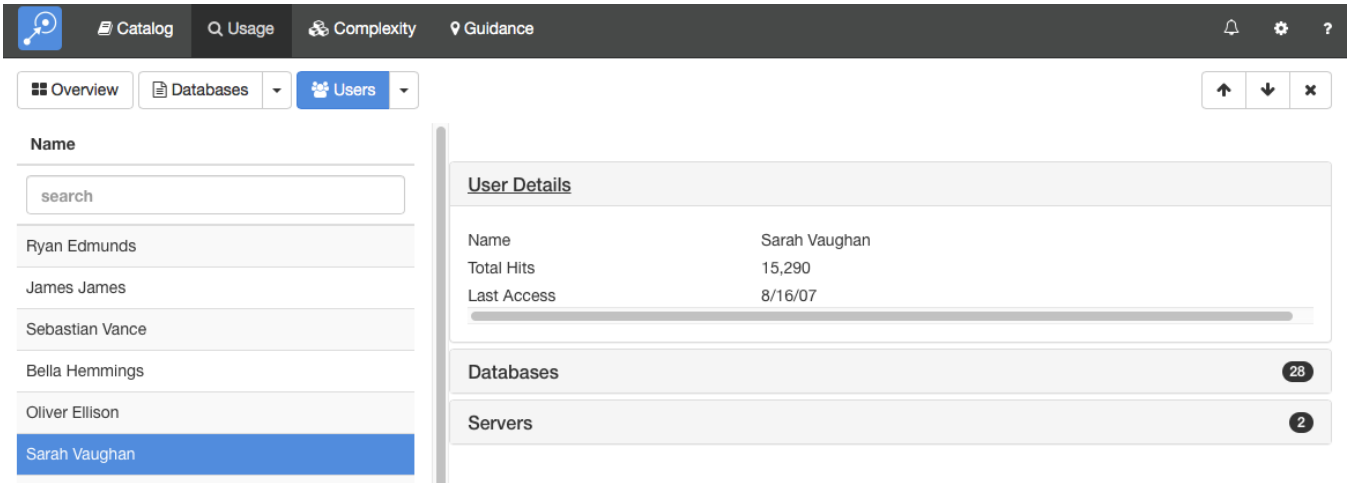 Catalog Usage Complexity Guidance ?
Overview Databases Users
Name
search
Ryan Edmunds
James James
Sebastian Vance
Bella Hemmings
Oliver Ellison
Sarah Vaughan
User Details
Name Sarah Vaughan
Total Hits 15,290
Last Access 8/16/07
Databases 28
Servers 2